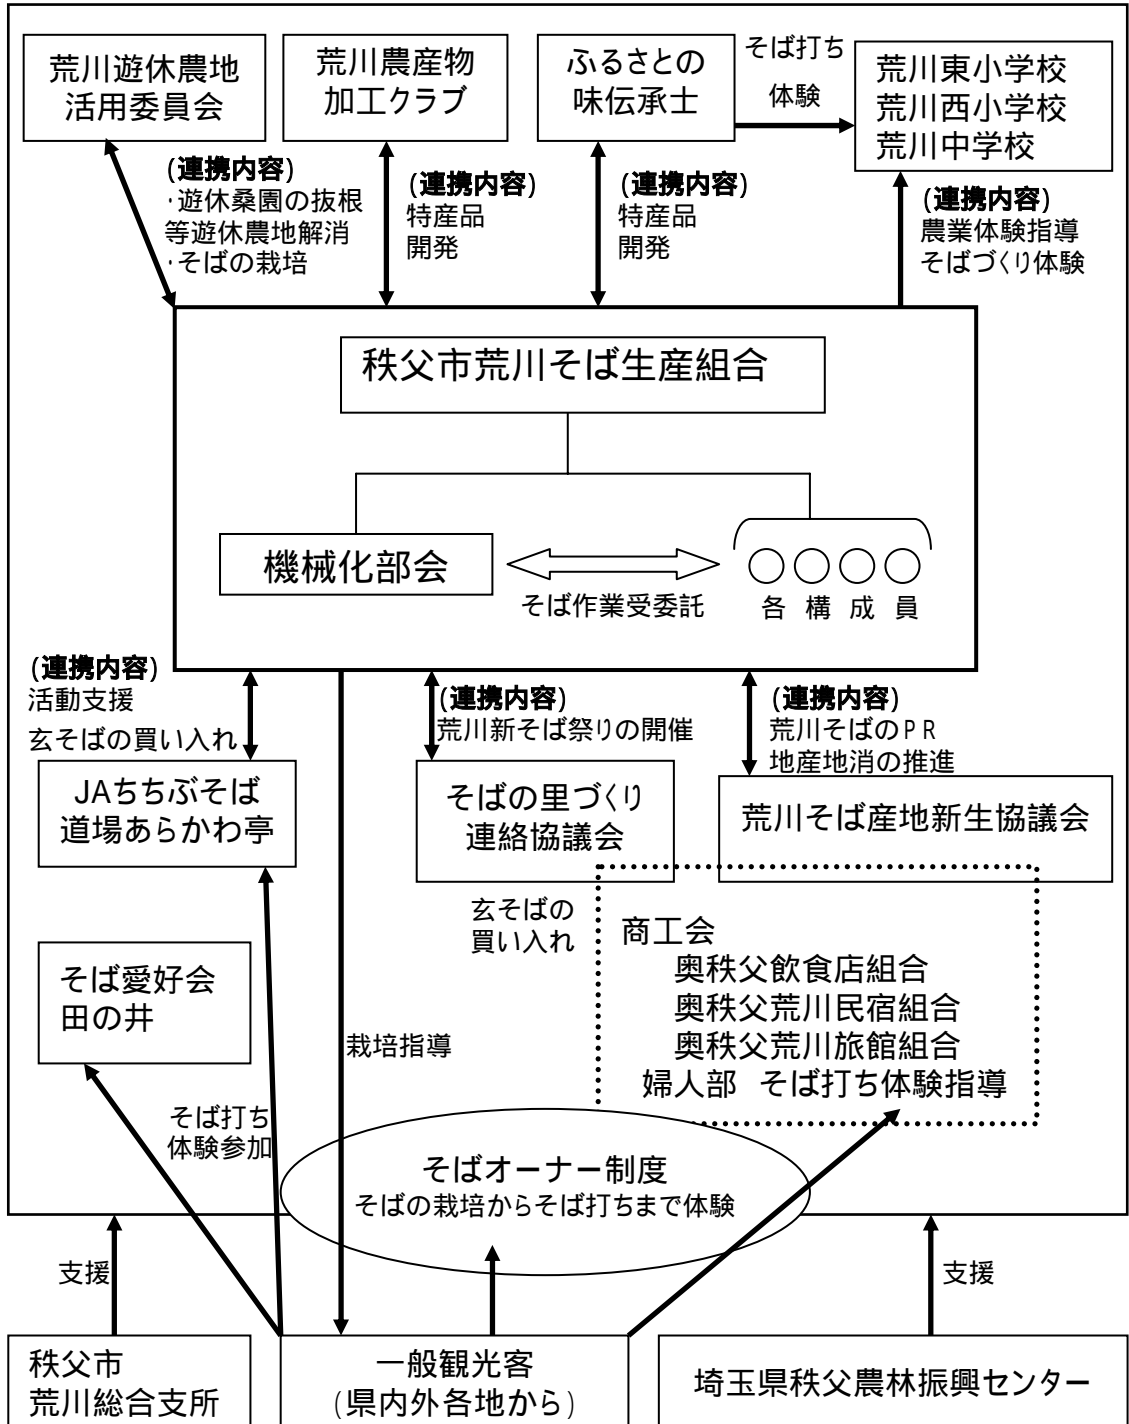 荒川遊休農地
活用委員会
荒川農産物
加工クラブ
ふるさとの
味伝承士
そば打ち
体験
荒川東小学校
荒川西小学校
荒川中学校
(連携内容)
・遊休桑園の抜根
等遊休農地解消
・そばの栽培
(連携内容)
特産品
開発
(連携内容)
特産品
開発
(連携内容)
農業体験指導
そばづくり体験
秩父市荒川そば生産組合
機械化部会
そば作業受委託
各構成員
(連携内容)
活動支援
玄そばの買い入れ
(連携内容)
荒川新そば祭りの開催
(連携内容)
荒川そばのPR
地産地消の推進
JAちちぶそば
道場あらかわ亭
そばの里づくり
連絡協議会
荒川そば産地新生協議会
玄そばの
買い入れ
商工会
奥秩父飲食店組合
奥秩父荒川民宿組合
奥秩父荒川旅館組合
婦人部 そば打ち体験指導
そば愛好会
田の井
栽培指導
そば打ち
体験参加
そばオーナー制度
そばの栽培からそば打ちまで体験
支援
支援
秩父市
荒川総合支所
一般観光客
(県内外各地から)
埼玉県秩父農林振興センター